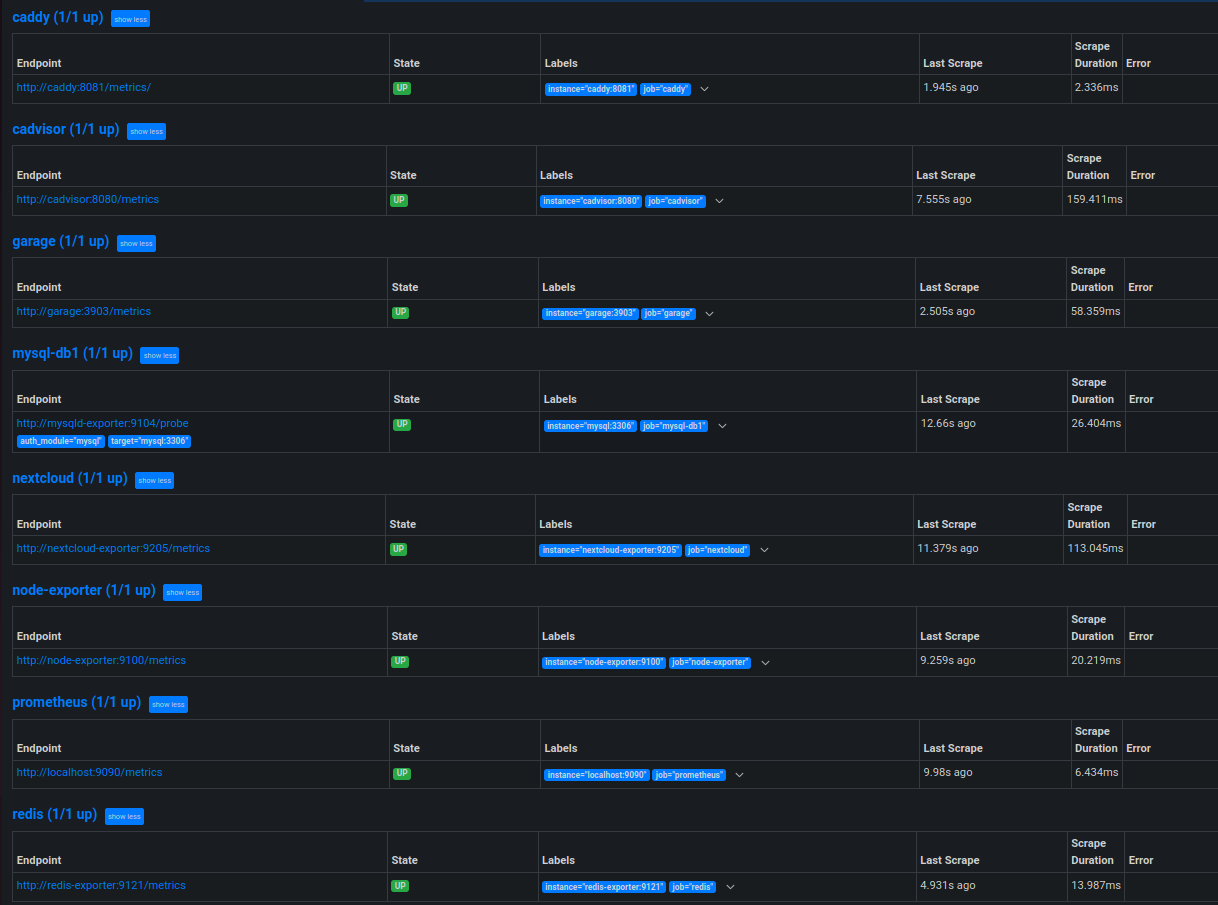 caddy (1/1 up) show less
Scrape
Endpoint State Labels Last Scrape Duration Error
http://caddy:8081/metrics/ UP instance="caddy:8081" job="caddy" 1.945s ago 2.336ms
cadvisor (1/1 up) show less
Scrape
Endpoint State Labels Last Scrape Duration Error
http://cadvisor:8080/metrics UP instance="cadvisor:8080" job="cadvisor" 7.555s ago 159.411ms
garage (1/1 up) show less
Scrape
Endpoint State Labels Last Scrape Duration Error
http://garage:3903/metrics UP instance="garage:3903" job="garage" 2.505s ago 58.359ms
mysql-db1 (1/1 up) show less
Scrape
Endpoint State Labels Last Scrape Duration Error
http://mysqld-exporter:9104/probe UP instance="mysql:3306" job="mysql-db1" 12.66s ago 26.404ms
auth_module="mysql" target="mysql:3306"
nextcloud (1/1 up) show less
Scrape
Endpoint State Labels Last Scrape Duration Error
http://nextcloud-exporter:9205/metrics UP instance="nextcloud-exporter:9205" job="nextcloud" 11.379s ago 113.045ms
node-exporter (1/1 up) show less
Scrape
Endpoint State Labels Last Scrape Duration Error
http://node-exporter:9100/metrics UP instance="node-exporter:9100" job="node-exporter" 9.259s ago 20.219ms
prometheus (1/1 up) show less
Scrape
Endpoint State Labels Last Scrape Duration Error
http://localhost:9090/metrics UP instance="localhost:9090" job="prometheus" 9.98s ago 6.434ms
redis (1/1 up) show less
Scrape
Endpoint State Labels Last Scrape Duration Error
http://redis-exporter:9121/metrics UP instance="redis-exporter:9121" job="redis" 4.931s ago 13.987ms